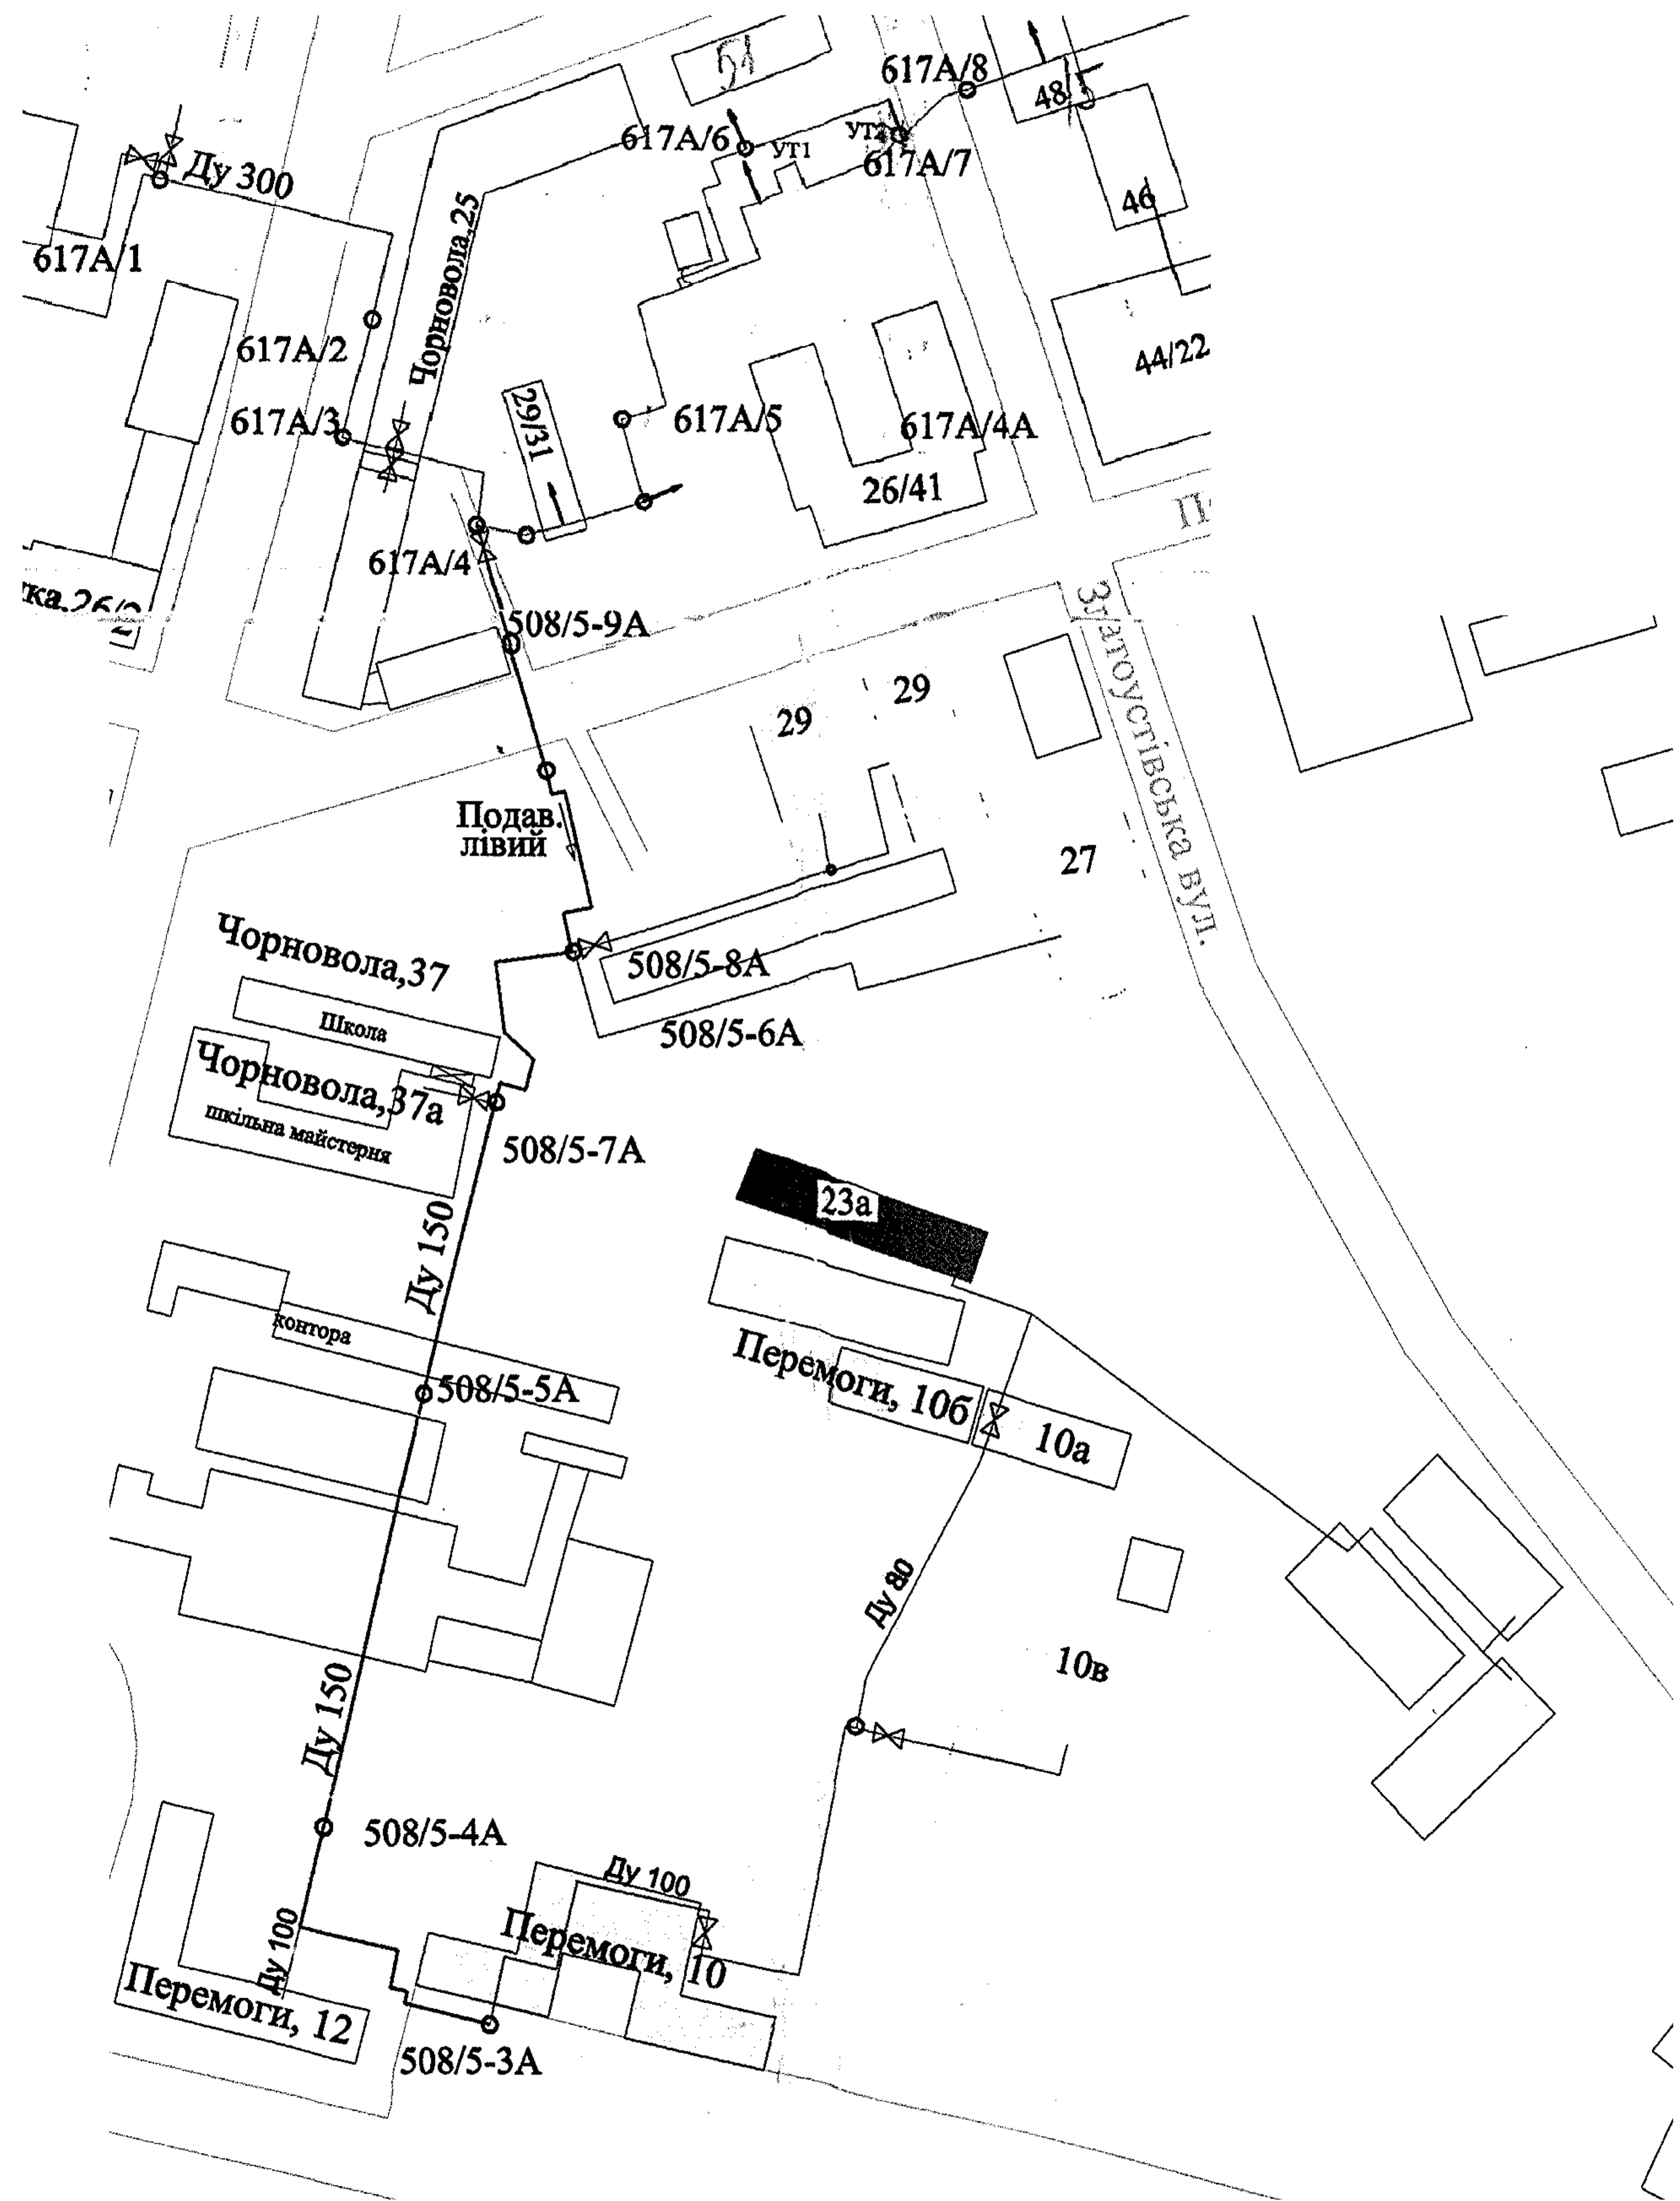 51
617А/8
48/5
617А/6
УТ1
УТ2
617А/7
Ду 300
46
617А/1
Чорновола,25
617А/2
44/22
617А/3
29/31
617А/5
617А/4А
26/41
617А/4
508/5-9А
Златоустівська вул.
29
29
Подав.
лівий
27
Чорновола,37
508/5-8А
Школа
508/5-6А
Чорновола,37а
шкільна майстерня
508/5-7А
23а
Ду 150
контора
Перемоги, 10б
508/5-5А
10а
Ду 80
10в
Ду 150
508/5-4А
Ду 100
Перемоги, 10
Ду 100
Перемоги, 12
508/5-3А